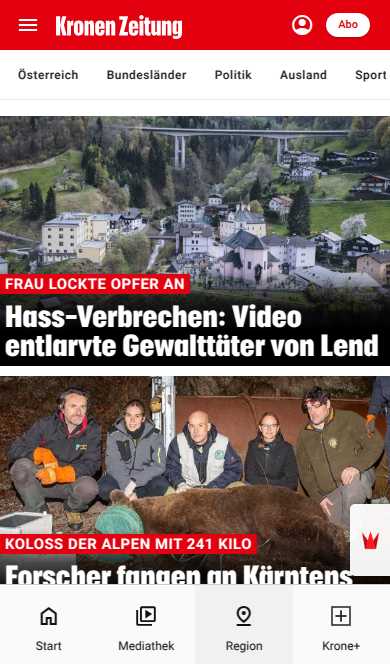 Kronen Zeitung
Abo
Österreich Bundesländer Politik Ausland Sport
FRAU LOCKTE OPFER AN
Hass-Verbrechen: Video
entlarvte Gewalttäter von Lend
KOLOSS DER ALPEN MIT 241 KILO
Forscher fangen an Kärntens
Start Mediathek Region Krone+